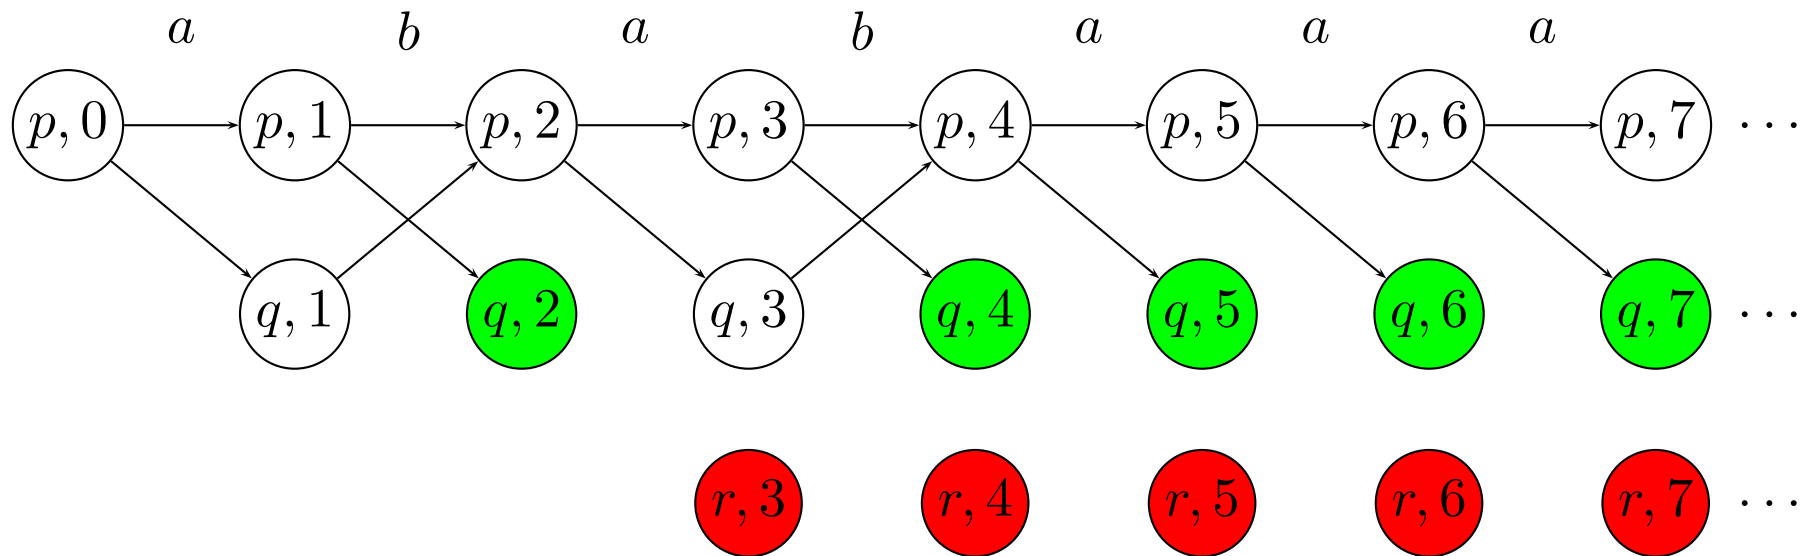 a b a b a a a
p, 0 p, 1 p, 2 p, 3 p, 4 p, 5 p, 6 p, 7 ···
q, 1 q, 2 q, 3 q, 4 q, 5 q, 6 q, 7 ···
r, 3 r, 4 r, 5 r, 6 r, 7 ···